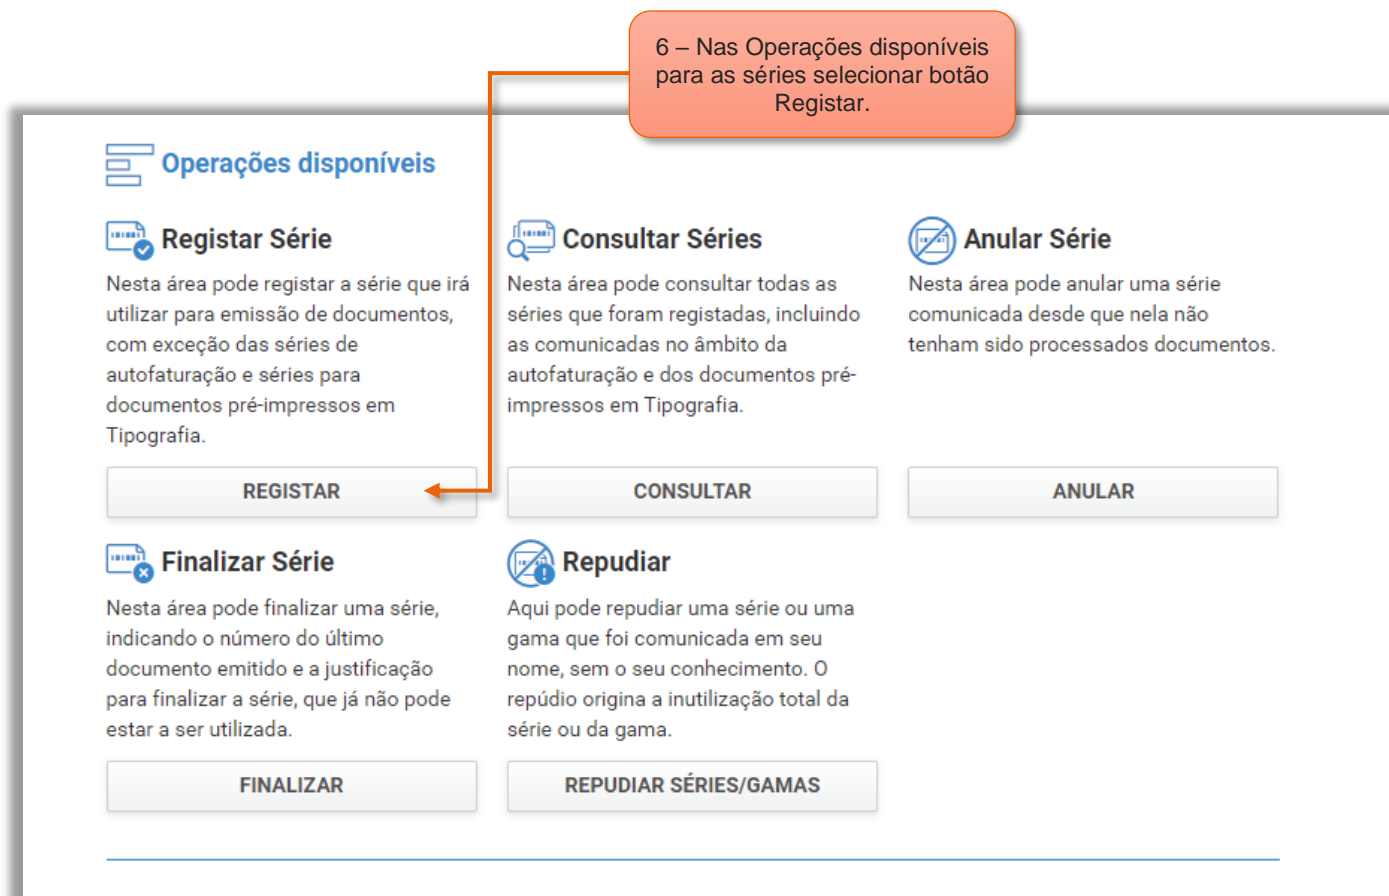 6 – Nas Operações disponíveis
para as séries selecionar botão
Registar.
Operações disponíveis
Registar Série
Nesta área pode registar a série que irá
utilizar para emissão de documentos,
com exceção das séries de
autofaturação e séries para
documentos pré-impressos em
Tipografia.
REGISTAR
Consultar Séries
Nesta área pode consultar todas as
séries que foram registadas, incluindo
as comunicadas no âmbito da
autofaturação e dos documentos pré-
impressos em Tipografia.
CONSULTAR
Anular Série
Nesta área pode anular uma série
comunicada desde que nela não
tenham sido processados documentos.
ANULAR
Finalizar Série
Nesta área pode finalizar uma série,
indicando o número do último
documento emitido e a justificação
para finalizar a série, que já não pode
estar a ser utilizada.
FINALIZAR
Repudiar
Aqui pode repudiar uma série ou uma
gama que foi comunicada em seu
nome, sem o seu conhecimento. O
repúdio origina a inutilização total da
série ou da gama.
REPUDIAR SÉRIES/GAMAS